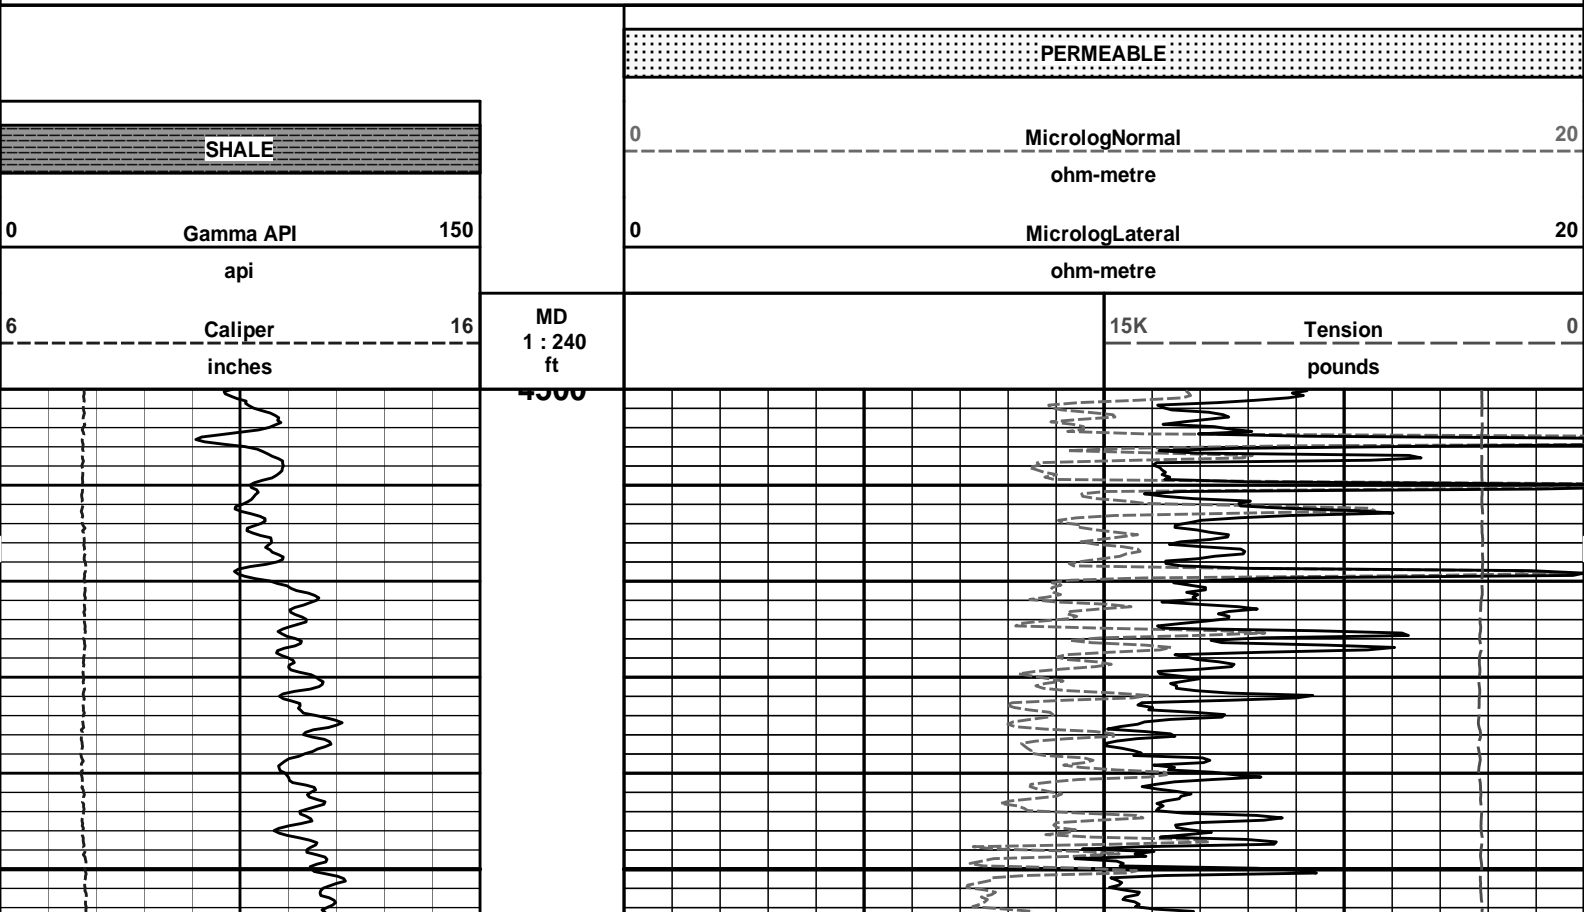 PERMEABLE
SHALE
0 MicrologNormal 20
ohm-metre
0 Gamma API 150
api
0 MicrologLateral 20
ohm-metre
6 Caliper 16
inches
MD
1 : 240
ft
15K Tension 0
pounds